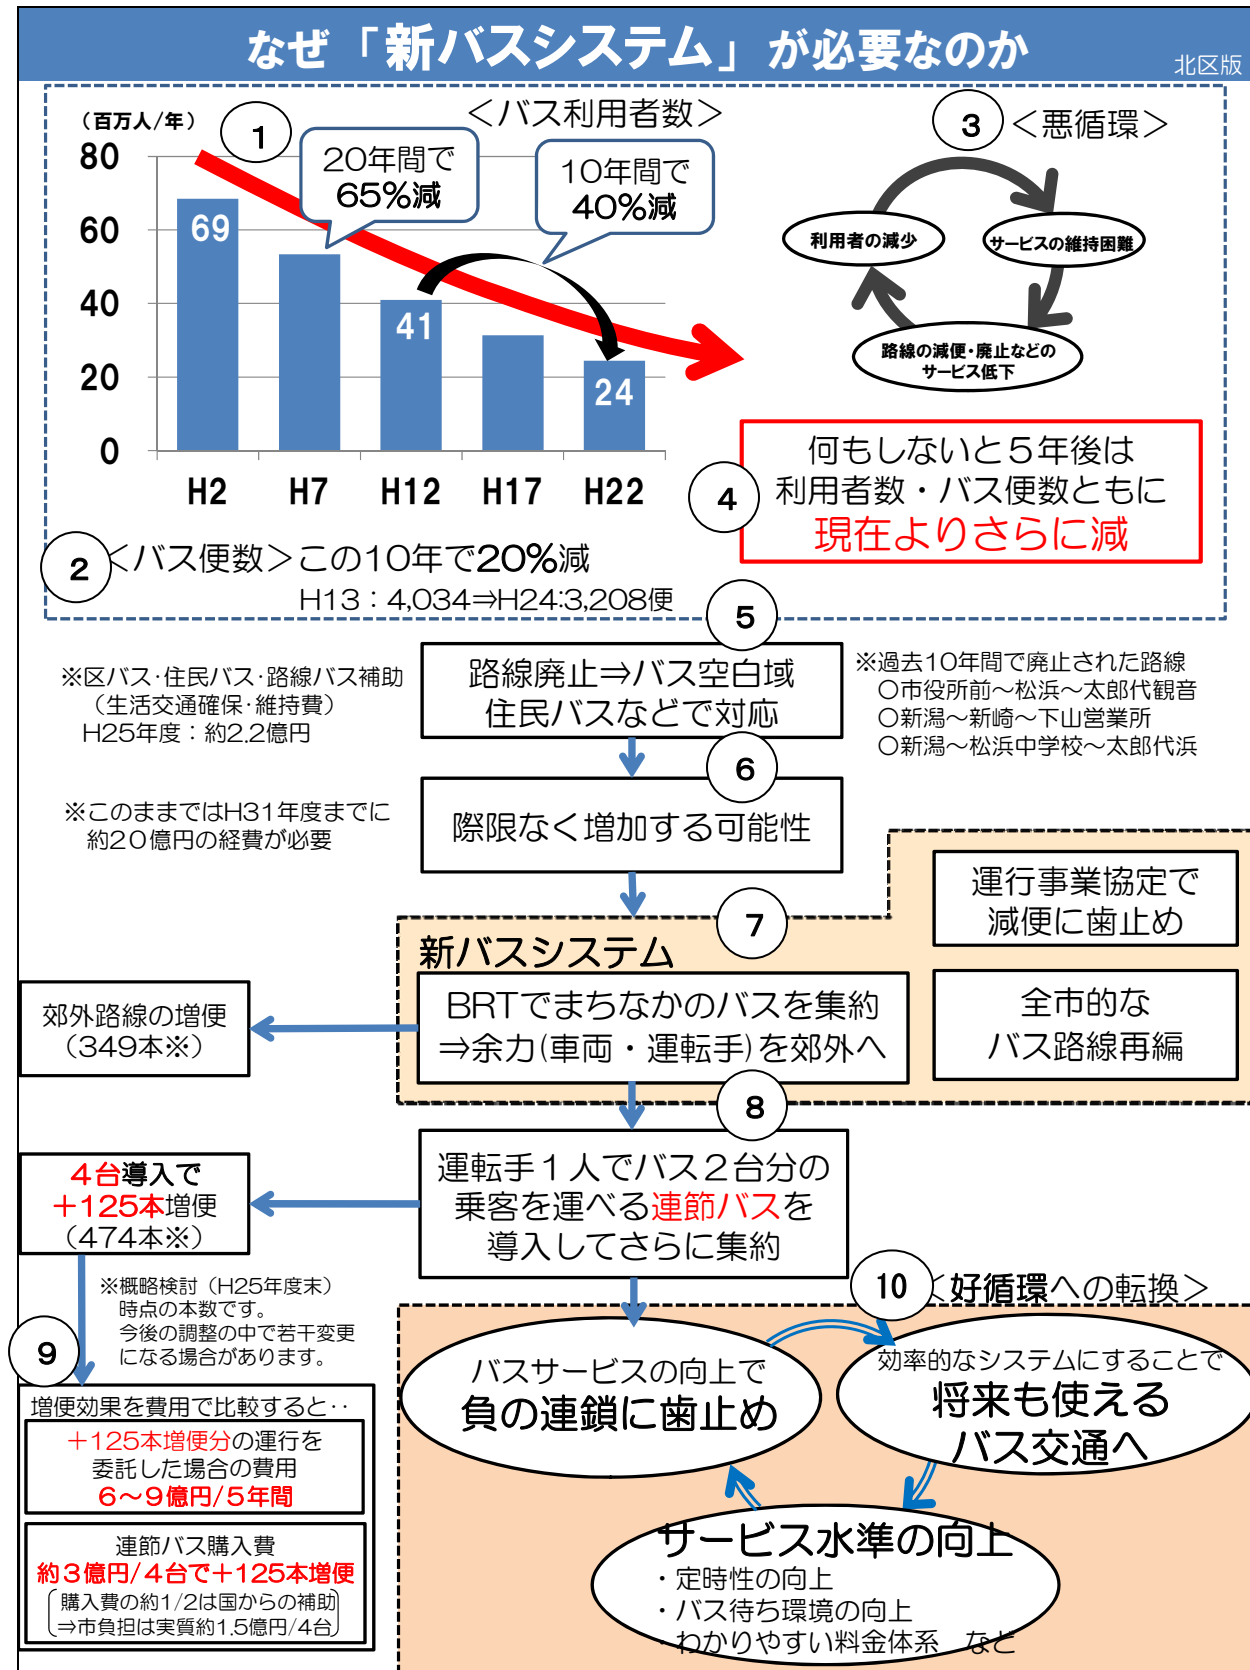 なぜ「新バスシステム」が必要なのか
北区版
(百万人/年)
1
＜バス利用者数＞
3
＜悪循環＞
80
60
40
20
0
20年間で
65%減
10年間で
40%減
69
41
24
H2 H7 H12 H17 H22
利用者の減少
サービスの維持困難
路線の減便・廃止などの
サービス低下
4
何もしないと５年後は
利用者数・バス便数ともに
現在よりさらに減
2
＜バス便数＞この10年で20%減
H13：4,034⇒H24:3,208便
5
※区バス・住民バス・路線バス補助
（生活交通確保・維持費）
H25年度：約2.2億円
路線廃止⇒バス空白域
住民バスなどで対応
※過去10年間で廃止された路線
○市役所前～松浜～太郎代観音
○新潟～新崎～下山営業所
○新潟～松浜中学校～太郎代浜
6
※このままではH31年度までに
約20億円の経費が必要
際限なく増加する可能性
7
新バスシステム
BRTでまちなかのバスを集約
⇒余力(車両・運転手)を郊外へ
運行事業協定で
減便に歯止め
全市的な
バス路線再編
郊外路線の増便
（349本※）
8
運転手１人でバス２台分の
乗客を運べる連節バスを
導入してさらに集約
４台導入で
＋125本増便
（474本※）
※概略検討（H25年度末）
時点の本数です。
今後の調整の中で若干変更
になる場合があります。
9
増便効果を費用で比較すると‥
＋125本増便分の運行を
委託した場合の費用
６～９億円/５年間
連節バス購入費
約３億円/４台で＋125本増便
購入費の約1/2は国からの補助
⇒市負担は実質約1.5億円/４台
10
＜好循環への転換＞
バスサービスの向上で
負の連鎖に歯止め
効率的なシステムにすることで
将来も使える
バス交通へ
サービス水準の向上
・定時性の向上
・バス待ち環境の向上
・わかりやすい料金体系　など